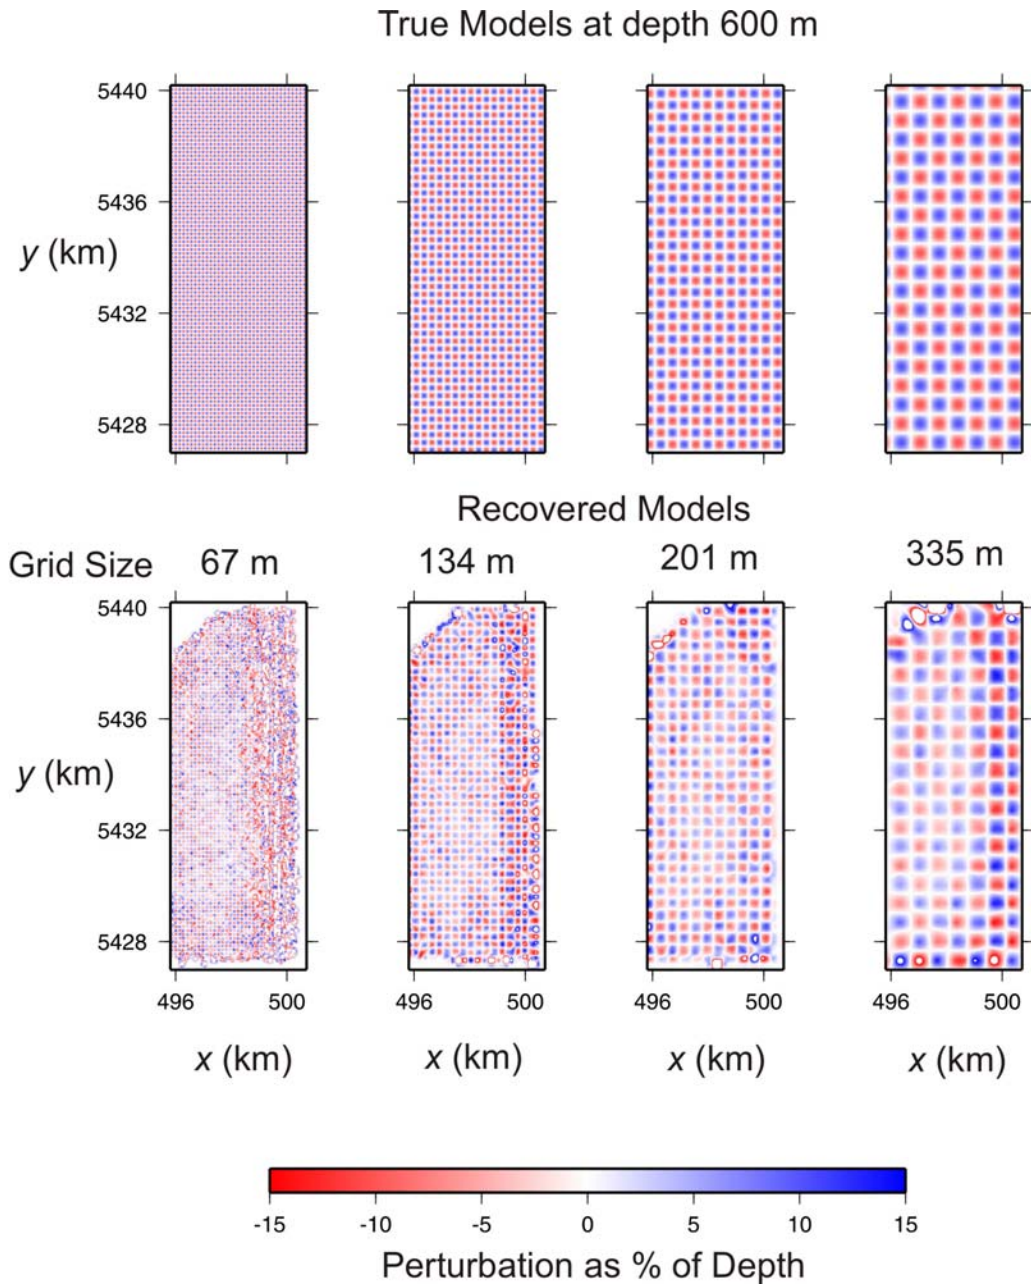 True Models at depth 600 m
5440
5436
y (km)
5432
5428
Recovered Models
Grid Size 67 m 134 m 201 m 335 m
5440
5436
y (km)
5432
5428
496 500 496 500 496 500 496 500
x (km) x (km) x (km) x (km)
-15 -10 -5 0 5 10 15
Perturbation as % of Depth